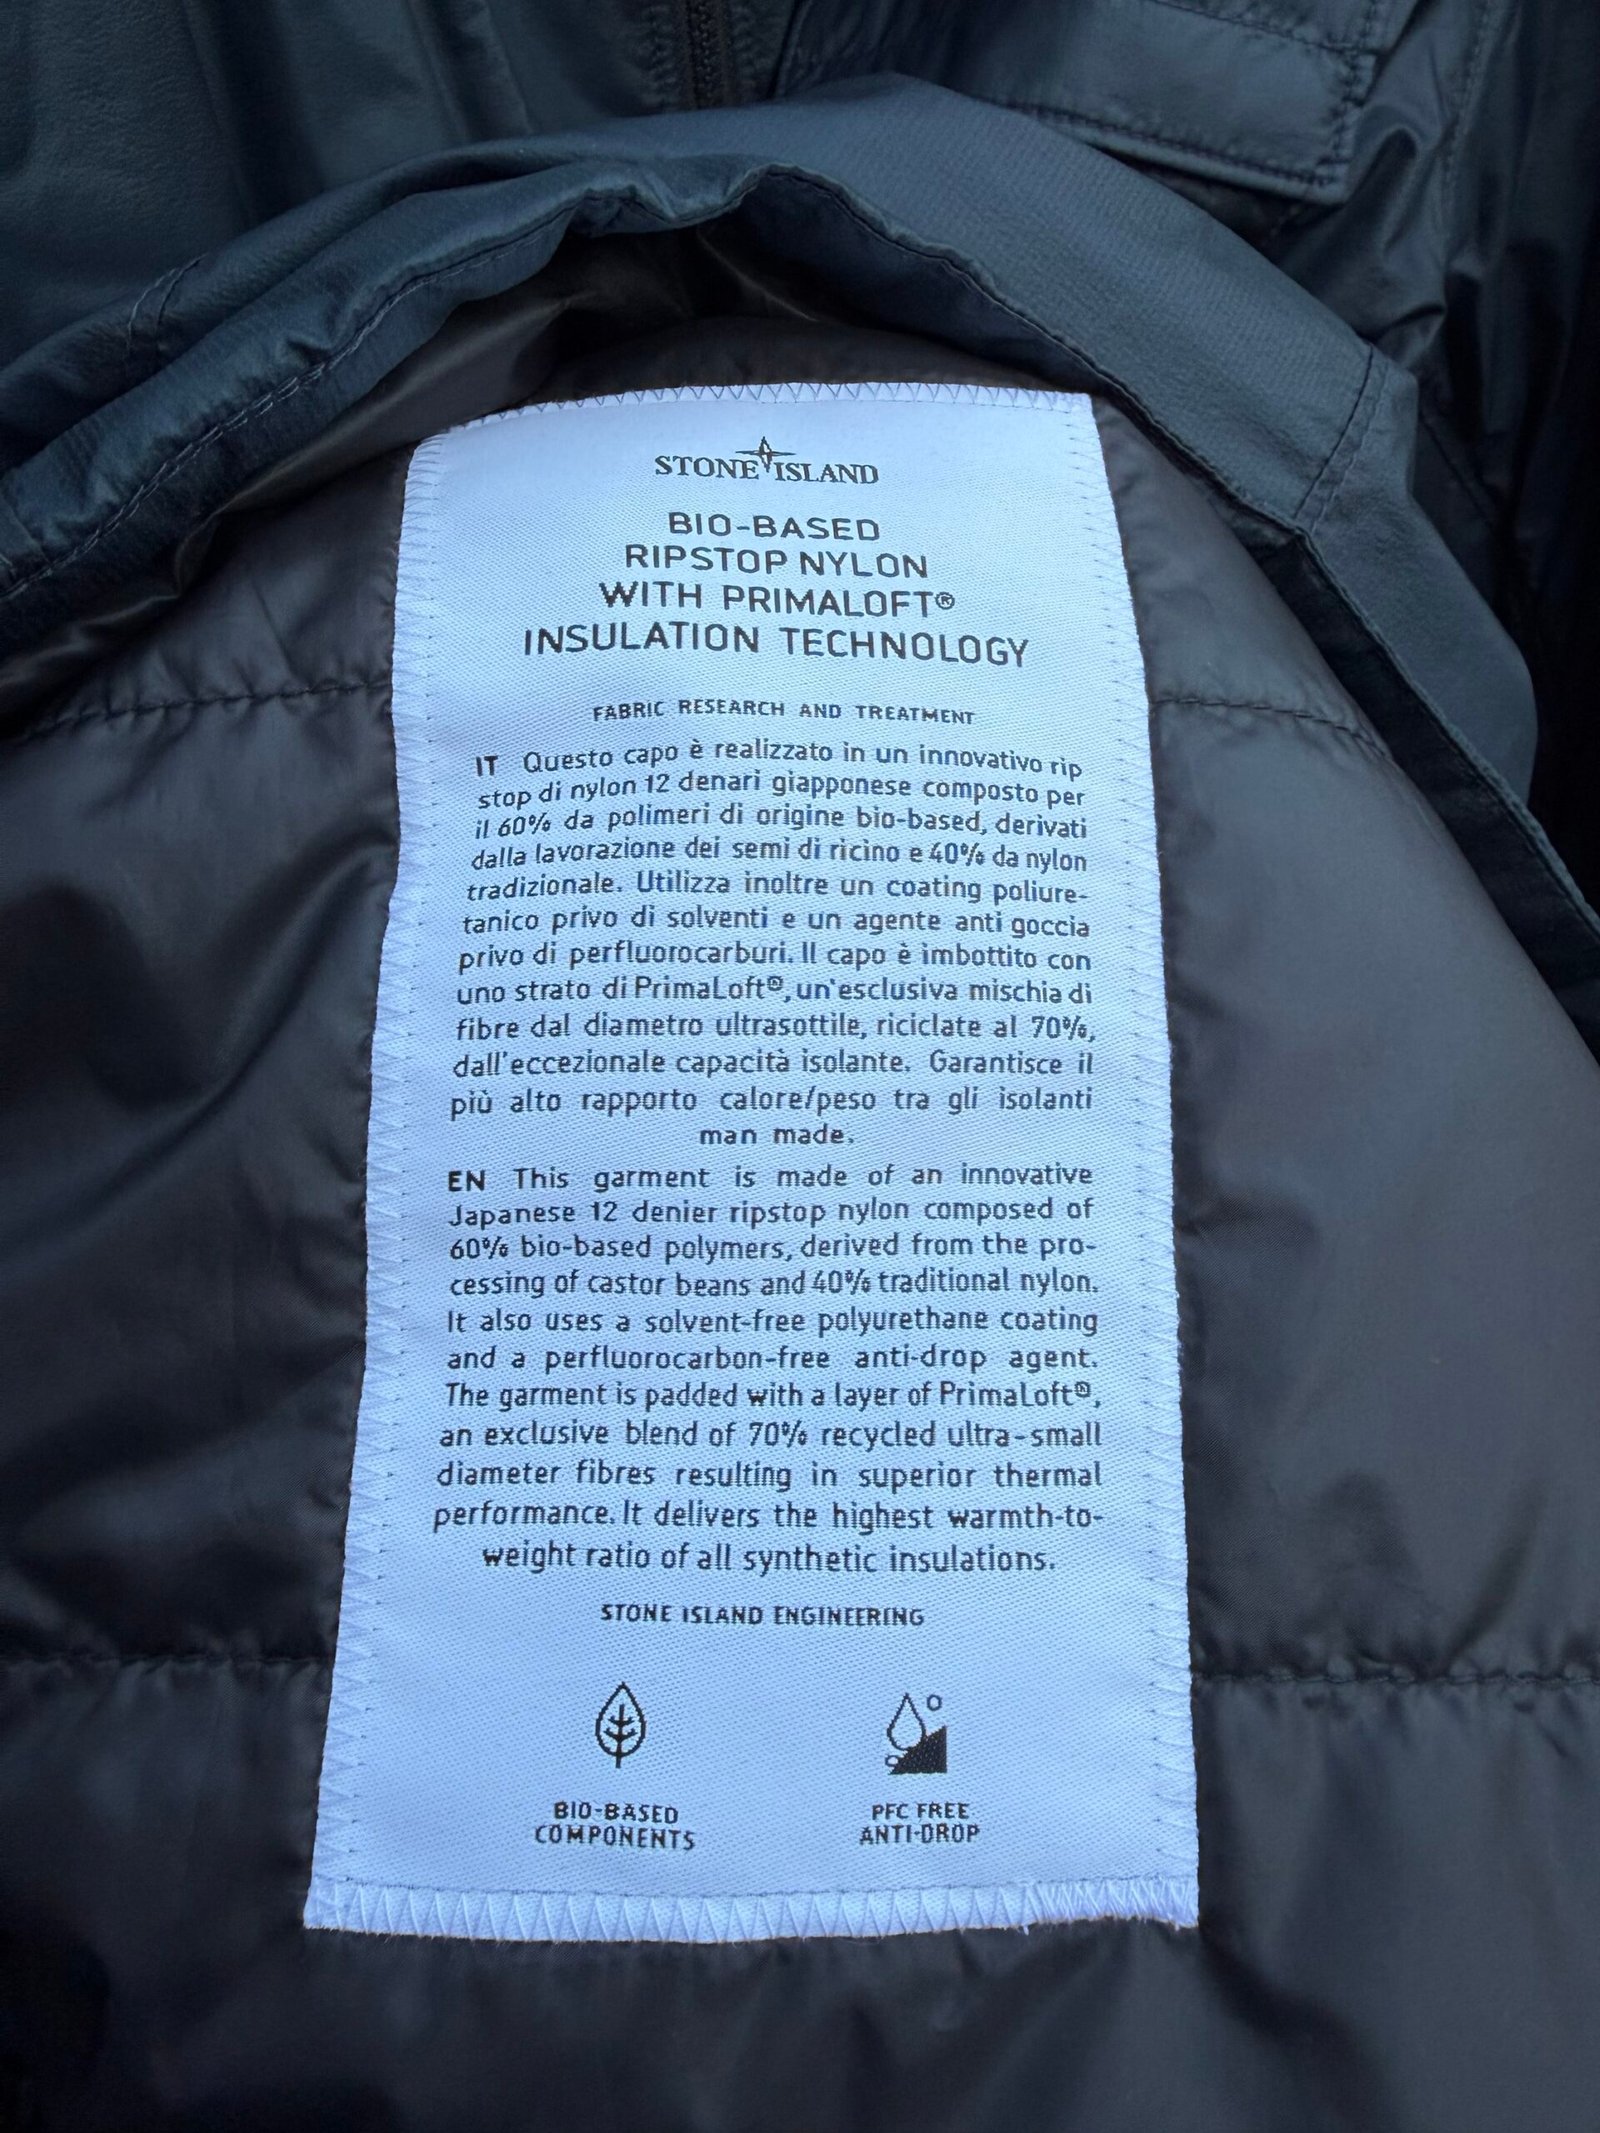 STONE ISLAND
BIO-BASED
RIPSTOP NYLON
WITH PRIMALOFT®
INSULATION TECHNOLOGY
FABRIC RESEARCH AND TREATMENT
IT Questo capo è realizzato in un innovativo rip
stop di nylon 12 denari giapponese composto per
il 60% da polimeri di origine bio-based, derivati
dalla lavorazione dei semi di ricino e 40% da nylon
tradizionale. Utilizza inoltre un coating poliure-
tanico privo di solventi e un agente anti goccia
privo di perfluorocarburi. Il capo è imbottito con
uno strato di PrimaLoft®, un'esclusiva mischia di
fibre dal diametro ultrasottile, riciclate al 70%,
dall'eccezionale capacità isolante. Garantisce il
più alto rapporto calore/peso tra gli isolanti
man made.
EN This garment is made of an innovative
Japanese 12 denier ripstop nylon composed of
60% bio-based polymers, derived from the pro-
cessing of castor beans and 40% traditional nylon.
It also uses a solvent-free polyurethane coating
and a perfluorocarbon-free anti-drop agent.
The garment is padded with a layer of PrimaLoft®,
an exclusive blend of 70% recycled ultra-small
diameter fibres resulting in superior thermal
performance. It delivers the highest warmth-to-
weight ratio of all synthetic insulations.
STONE ISLAND ENGINEERING
BIO-BASED
COMPONENTS
PFC FREE
ANTI-DROP